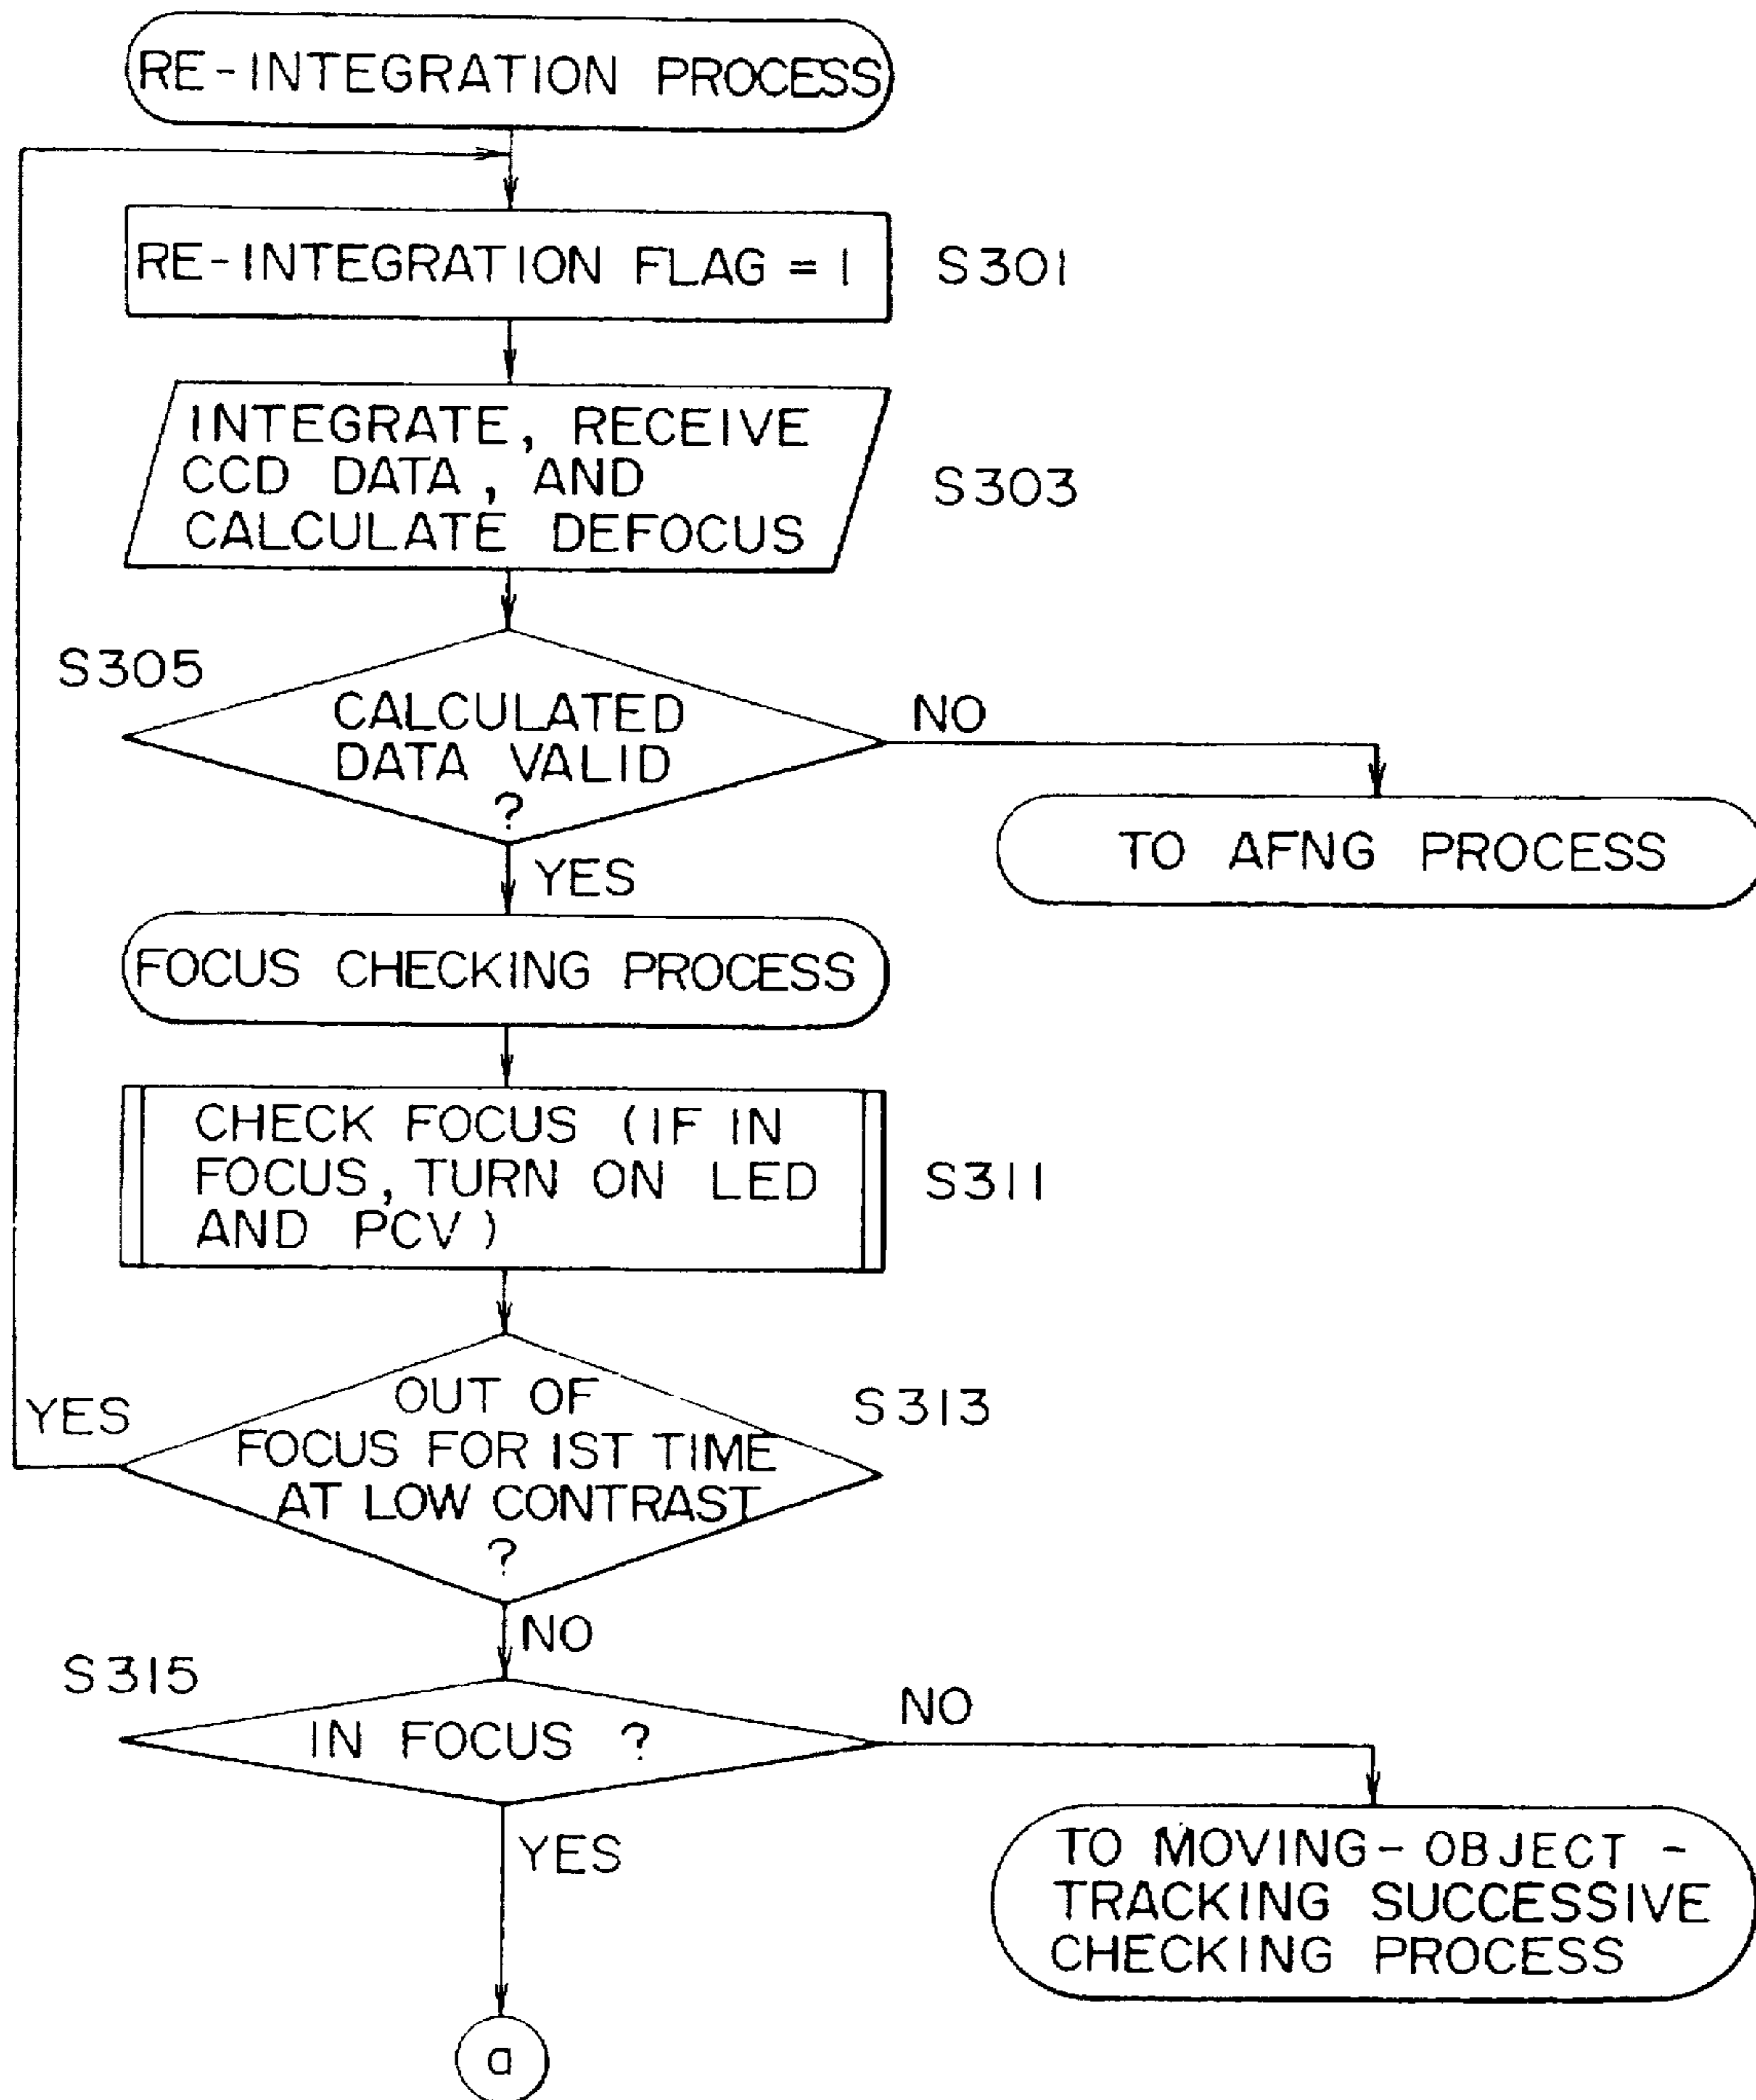 RE-INTEGRATION PROCESS
RE-INTEGRATION FLAG = 1
S301
INTEGRATE, RECEIVE
CCD DATA, AND
CALCULATE DEFOCUS
S303
S305
CALCULATED
DATA VALID
?
NO
TO AFNG PROCESS
YES
FOCUS CHECKING PROCESS
CHECK FOCUS (IF IN
FOCUS, TURN ON LED
AND PCV)
S311
YES
OUT OF
FOCUS FOR 1ST TIME
AT LOW CONTRAST
?
S313
NO
S315
IN FOCUS ?
NO
TO MOVING-OBJECT-
TRACKING SUCCESSIVE
CHECKING PROCESS
YES
a